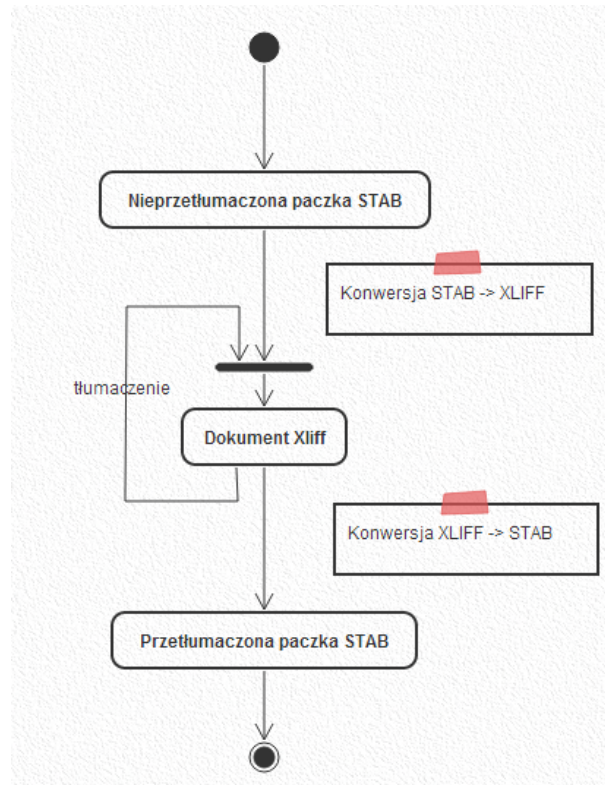 Nieprzetłumaczona paczka STAB
Konwersja STAB -> XLIFF
tłumaczenie
Dokument Xliff
Konwersja XLIFF -> STAB
Przetłumaczona paczka STAB